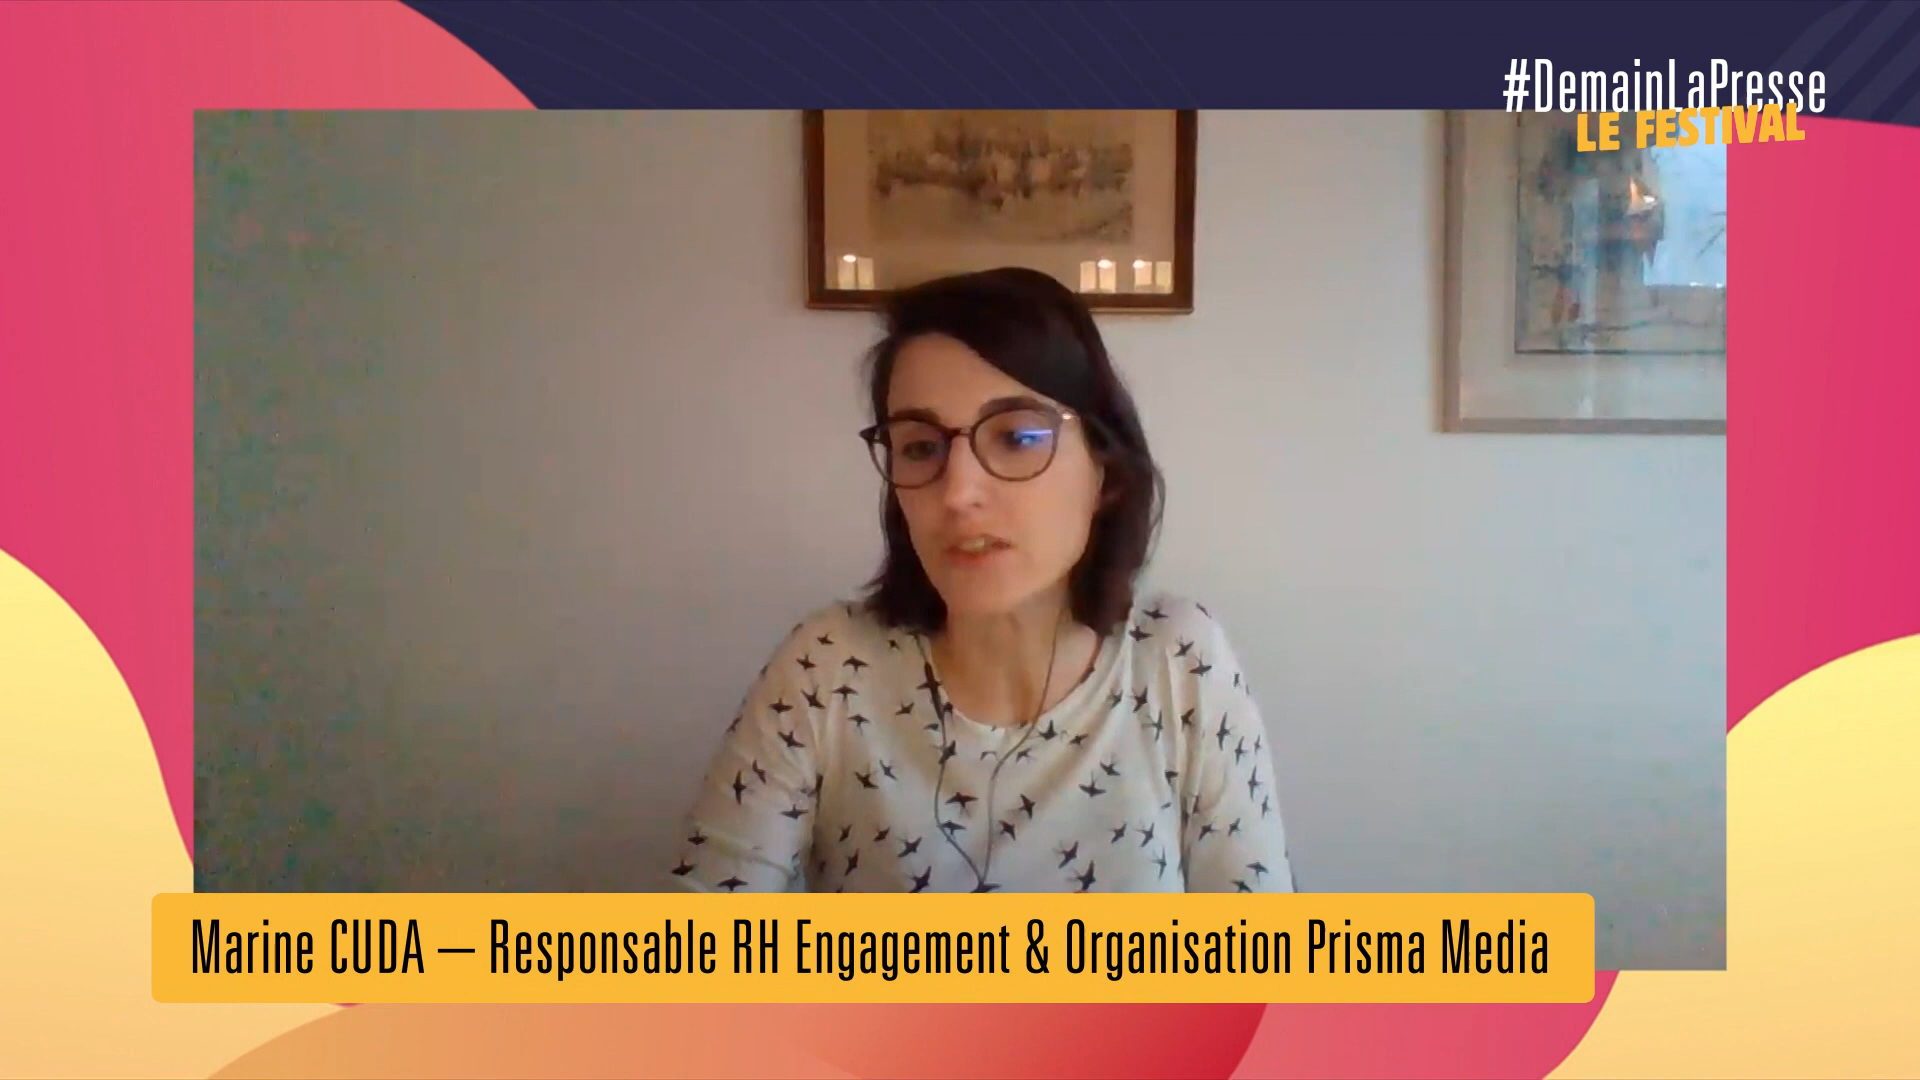 #DemainLaPresse
LE FESTIVAL
Marine CUDA — Responsable RH Engagement & Organisation Prisma Media